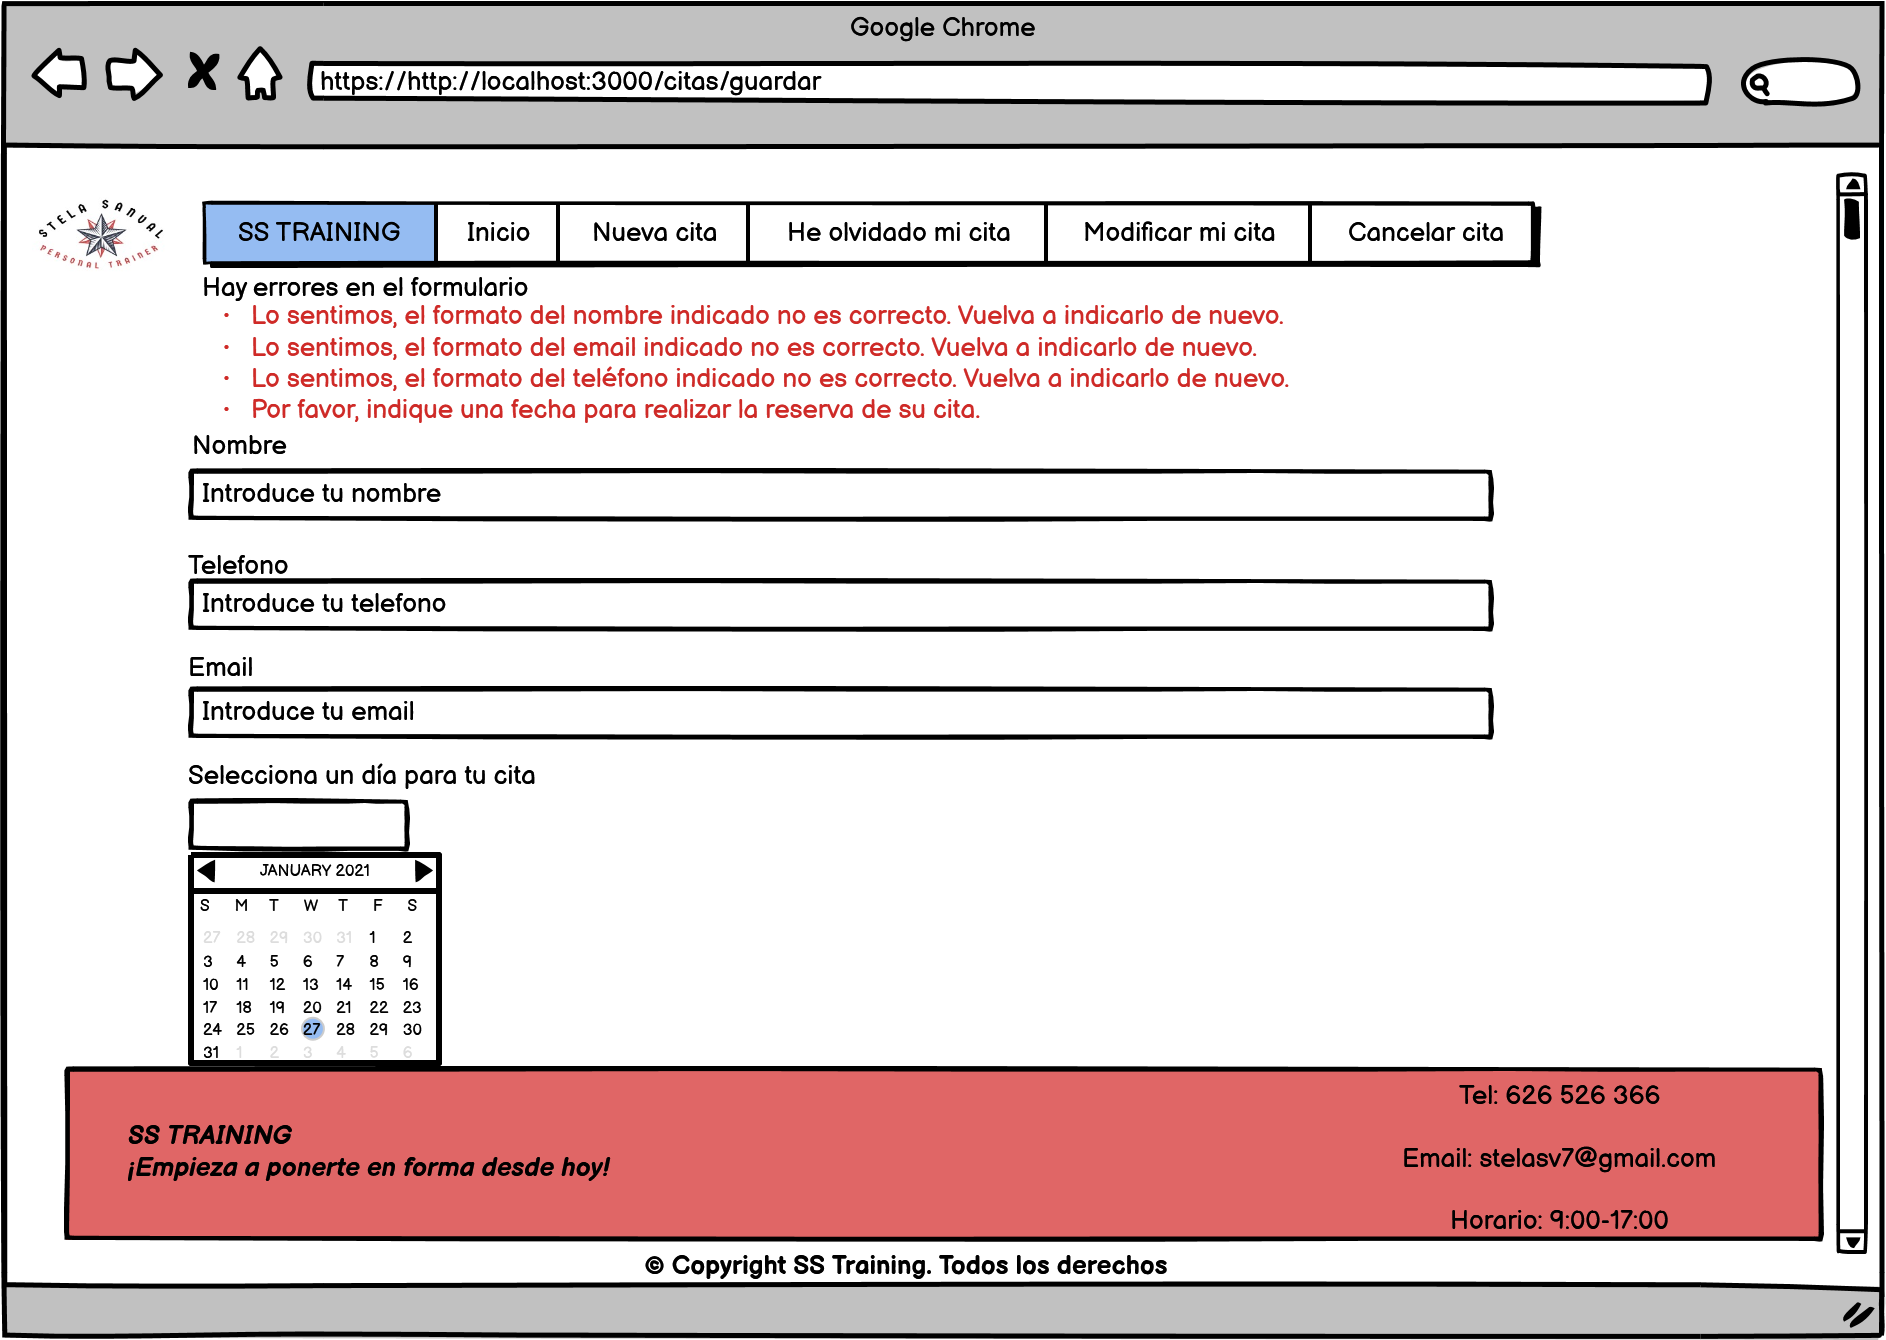 Google Chrome
https://http://localhost:3000/citas/guardar
STELA SANVAL
PERSONAL TRAINER
SS TRAINING Inicio Nueva cita He olvidado mi cita Modificar mi cita Cancelar cita
Hay errores en el formulario
• Lo sentimos, el formato del nombre indicado no es correcto. Vuelva a indicarlo de nuevo.
• Lo sentimos, el formato del email indicado no es correcto. Vuelva a indicarlo de nuevo.
• Lo sentimos, el formato del teléfono indicado no es correcto. Vuelva a indicarlo de nuevo.
• Por favor, indique una fecha para realizar la reserva de su cita.
Nombre
Introduce tu nombre
Telefono
Introduce tu telefono
Email
Introduce tu email
Selecciona un día para tu cita
JANUARY 2021
S M T W T F S
27 28 29 30 31 1 2
3 4 5 6 7 8 9
10 11 12 13 14 15 16
17 18 19 20 21 22 23
24 25 26 27 28 29 30
31 1 2 3 4 5 6
SS TRAINING
¡Empieza a ponerte en forma desde hoy!
Tel: 626 526 366
Email: stelasv7@gmail.com
Horario: 9:00-17:00
© Copyright SS Training. Todos los derechos